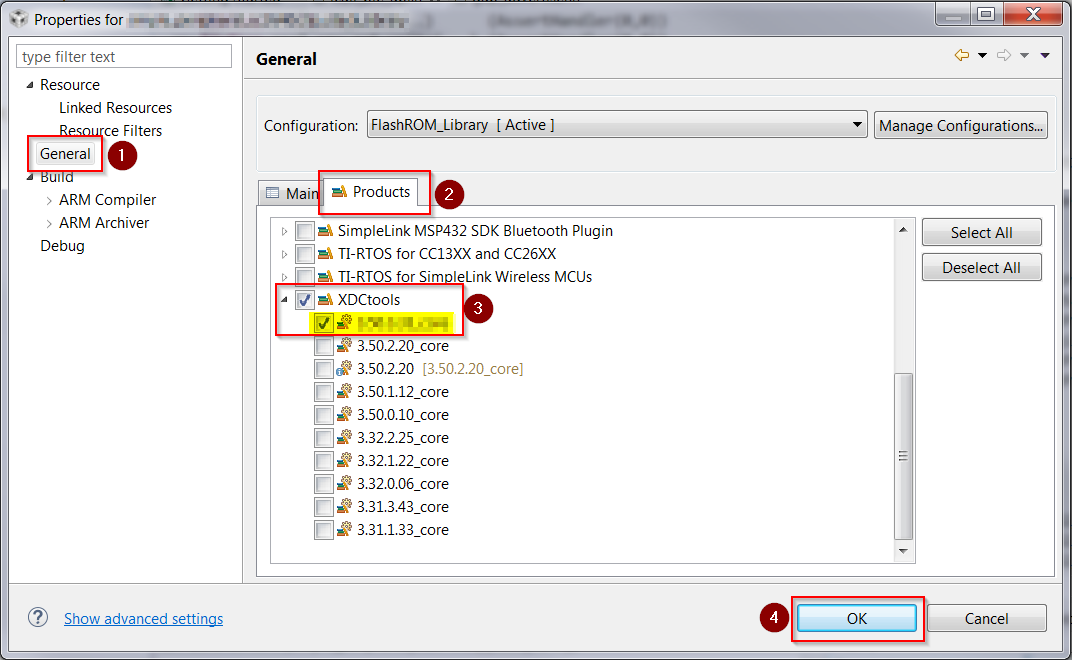 Properties for
type filter text
General
Resource
Linked Resources
Resource Filters
General
1
Build
ARM Compiler
ARM Archiver
Debug
Configuration:
FlashROM_Library [ Active ]
Manage Configurations...
Main
Products
2
SimpleLink MSP432 SDK Bluetooth Plugin
TI-RTOS for CC13XX and CC26XX
TI-RTOS for SimpleLink Wireless MCUs
XDCtools
3
3.50.2.20_core
3.50.2.20 [3.50.2.20_core]
3.50.1.12_core
3.50.0.10_core
3.32.2.25_core
3.32.1.22_core
3.32.0.06_core
3.31.3.43_core
3.31.1.33_core
Select All
Deselect All
Show advanced settings
4
OK
Cancel